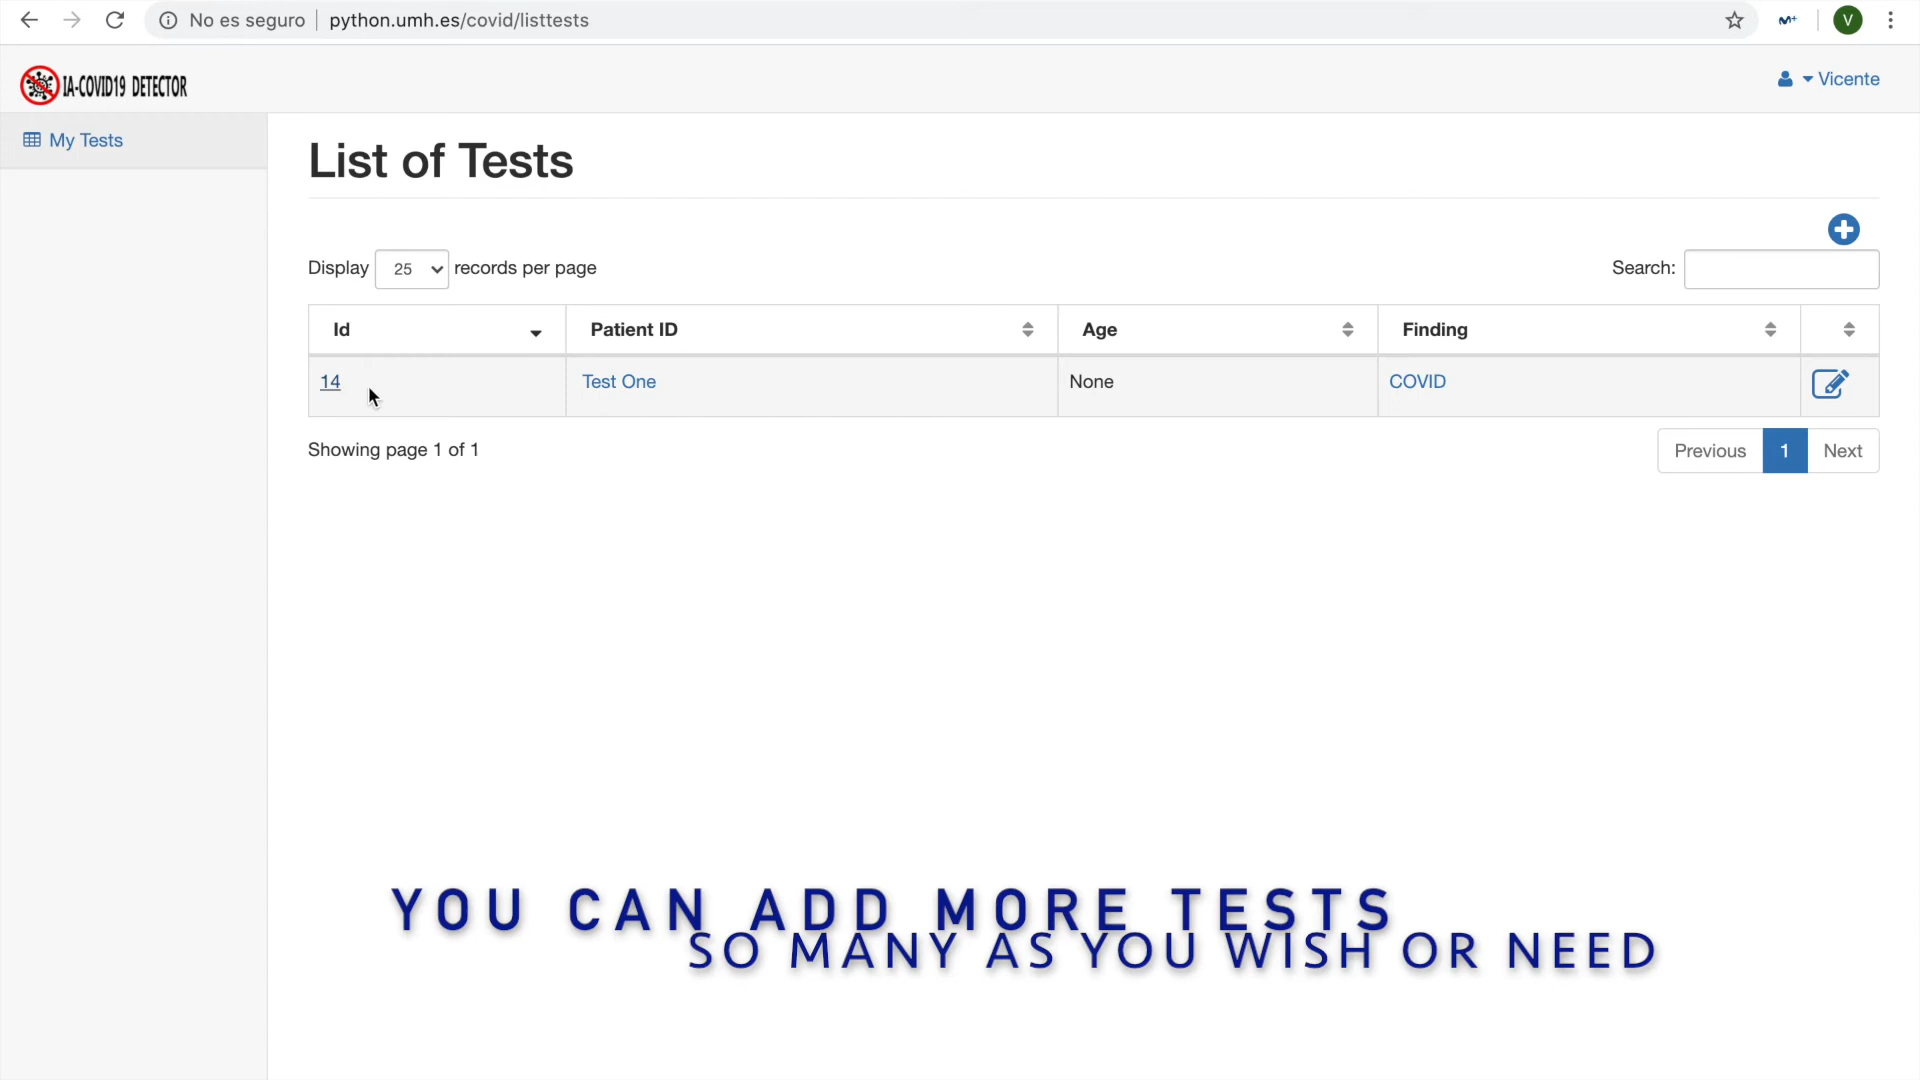 No es seguro | python.umh.es/covid/listtests
V
IA-COVID19 DETECTOR
Vicente
My Tests
List of Tests
Display 25 records per page
Search:
Id Patient ID Age Finding
14 Test One None COVID
Showing page 1 of 1
Previous 1 Next
YOU CAN ADD MORE TESTS
SO MANY AS YOU WISH OR NEED